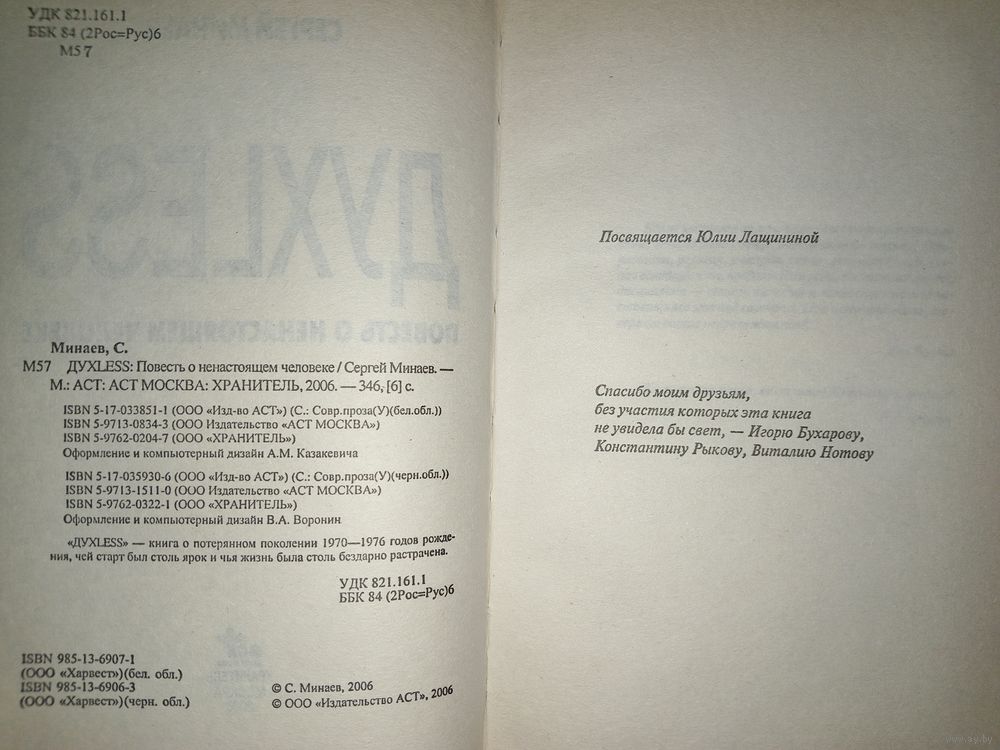 УДК 821.161.1
ББК 84 (2Рос=Рус)6
М57
Минаев, С.
М57 ДУХLESS: Повесть о ненастоящем человеке / Сергей Минаев. —
М.: АСТ: АСТ МОСКВА: ХРАНИТЕЛЬ, 2006. — 346, [6] с.
ISBN 5-17-033851-1 (ООО «Изд-во АСТ») (С.: Совр.проза(У)(бел.обл.))
ISBN 5-9713-0834-3 (ООО Издательство «АСТ МОСКВА»)
ISBN 5-9762-0204-7 (ООО «ХРАНИТЕЛЬ»)
Оформление и компьютерный дизайн А.М. Казакевича
ISBN 5-17-035930-6 (ООО «Изд-во АСТ») (С.: Совр.проза(У)(черн.обл.))
ISBN 5-9713-1511-0 (ООО Издательство «АСТ МОСКВА»)
ISBN 5-9762-0322-1 (ООО «ХРАНИТЕЛЬ»)
Оформление и компьютерный дизайн В.А. Воронин
«ДУХLESS» — книга о потерянном поколении 1970—1976 годов рожде-
ния, чей старт был столь ярок и чья жизнь была столь бездарно растрачена.
УДК 821.161.1
ББК 84 (2Рос=Рус)6
ISBN 985-13-6907-1
(ООО «Харвест»)(бел. обл.)
ISBN 985-13-6906-3
(ООО «Харвест»)(черн. обл.)
© С. Минаев, 2006
© ООО «Издательство АСТ», 2006
Посвящается Юлии Лащининой
Спасибо моим друзьям,
без участия которых эта книга
не увидела бы свет, — Игорю Бухарову,
Константину Рыкову, Виталию Нотову
www.ay.by